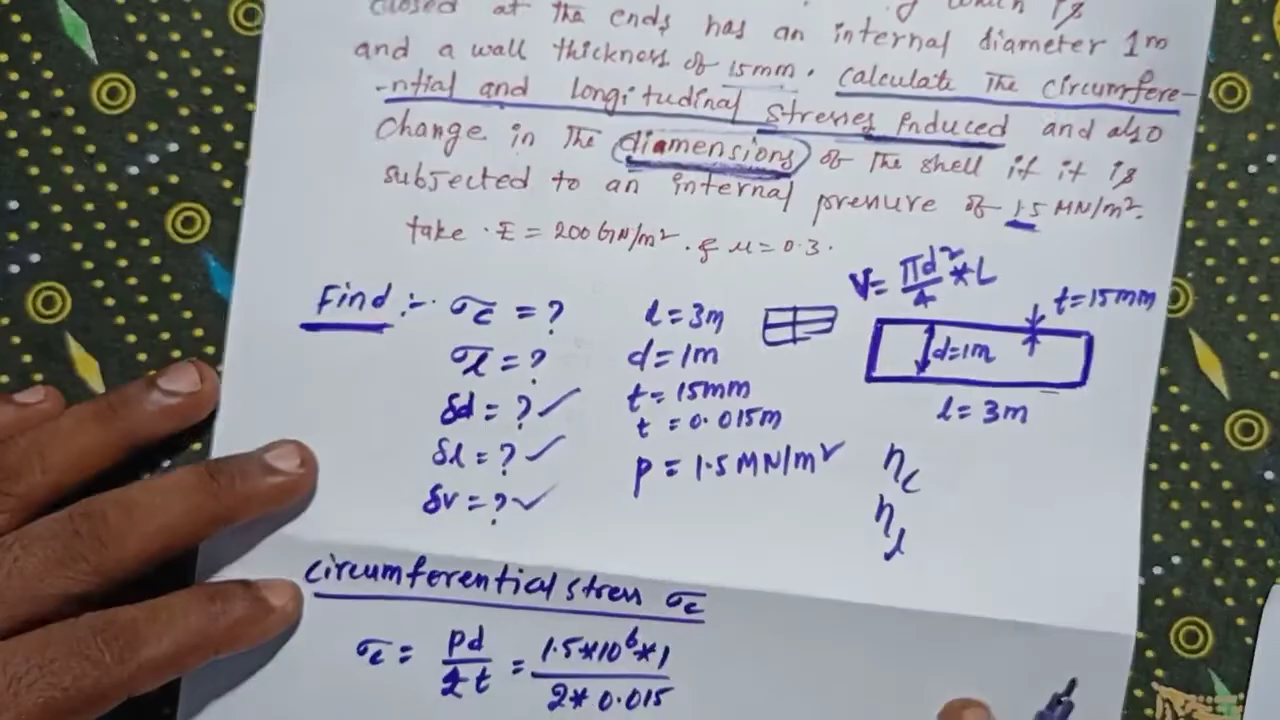 closed at the ends has an internal diameter 1m
and a wall thickness of 15mm. calculate the circumfere-
-ntial and longitudinal stresses induced and also
change in the diamensions of the shell if it is
subjected to an internal pressure of 1.5 MN/m².
take E = 200 GN/m². & μ = 0.3.
Find :-
σc = ?
σl = ?
δd = ? ✓
δl = ? ✓
δv = ? ✓
l = 3m
d = 1m
t = 15mm
t = 0.015m
p = 1.5 MN/m²
V = πd²/4 * L
t = 15mm
d = 1m
l = 3m
ηc
ηl
circumferential stress σc
σc = pd/2t = 1.5*10⁶*1/2*0.015